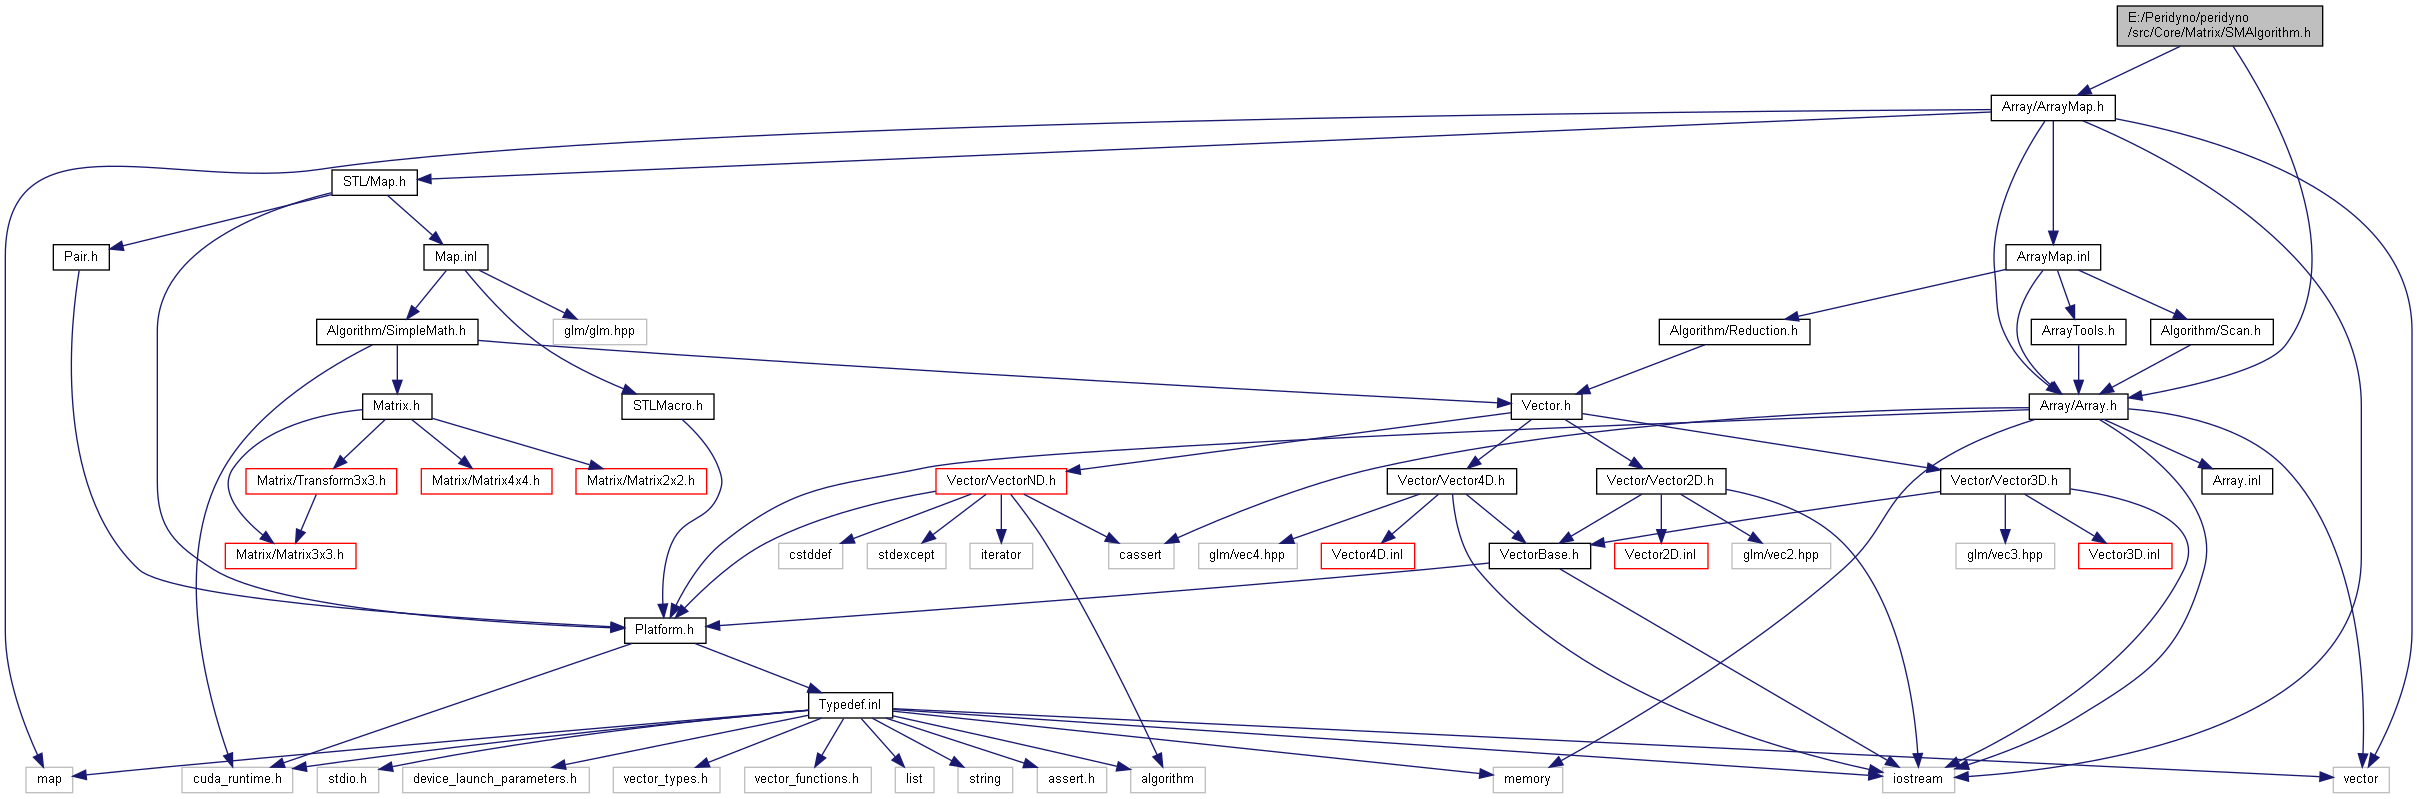 E:/Peridyno/peridyno
/src/Core/Matrix/SMAlgorithm.h
Array/ArrayMap.h
STL/Map.h
Pair.h
Map.inl
ArrayMap.inl
Algorithm/SimpleMath.h
glm/glm.hpp
Algorithm/Reduction.h
ArrayTools.h
Algorithm/Scan.h
Matrix.h
STLMacro.h
Vector.h
Array/Array.h
Matrix/Transform3x3.h
Matrix/Matrix4x4.h
Matrix/Matrix2x2.h
Vector/VectorND.h
Vector/Vector4D.h
Vector/Vector2D.h
Vector/Vector3D.h
Array.inl
Matrix/Matrix3x3.h
cstddef
stdexcept
iterator
cassert
glm/vec4.hpp
Vector4D.inl
VectorBase.h
Vector2D.inl
glm/vec2.hpp
glm/vec3.hpp
Vector3D.inl
Platform.h
Typedef.inl
map
cuda_runtime.h
stdio.h
device_launch_parameters.h
vector_types.h
vector_functions.h
list
string
assert.h
algorithm
memory
iostream
vector